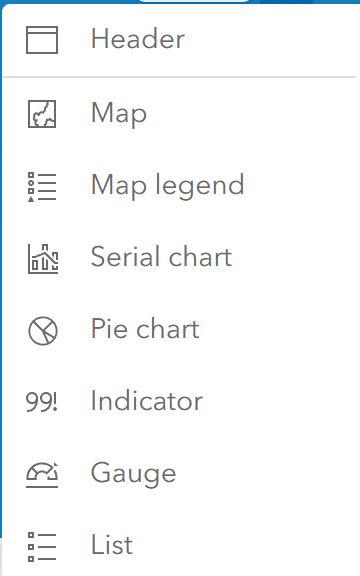 Header
Map
Map legend
Serial chart
Pie chart
99! Indicator
Gauge
List